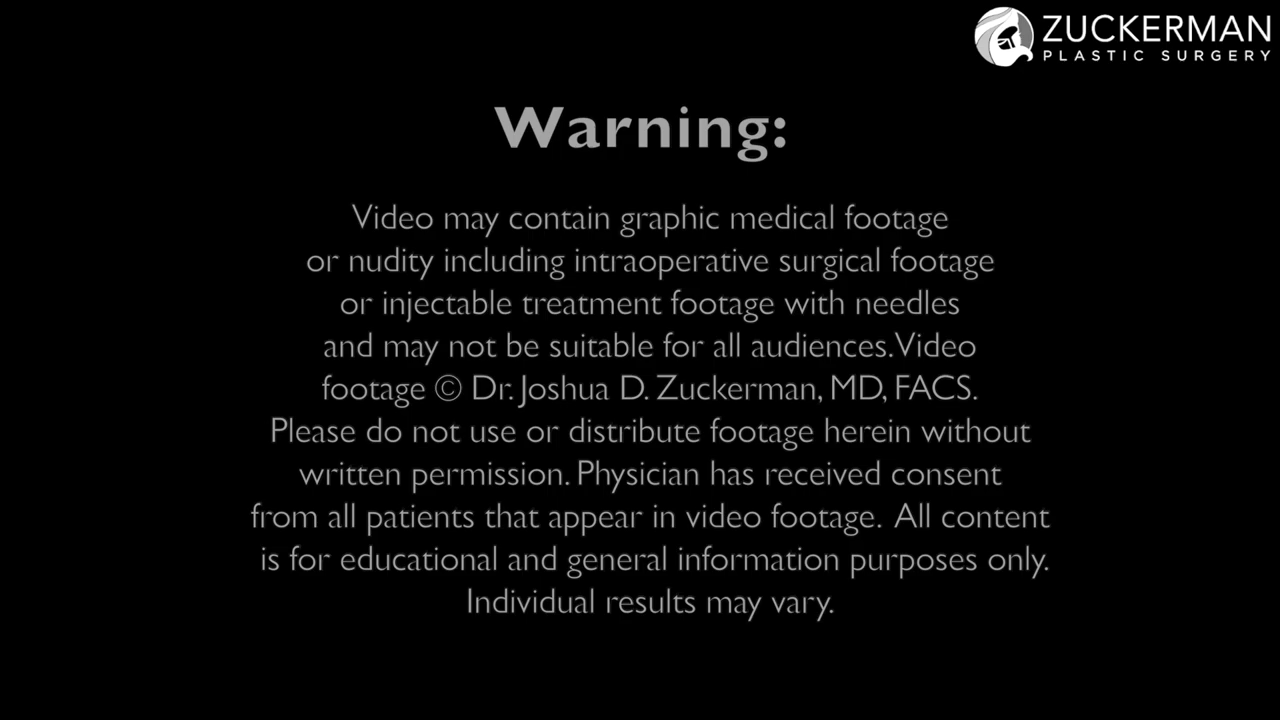 ZUCKERMAN
PLASTIC SURGERY
Warning:
Video may contain graphic medical footage
or nudity including intraoperative surgical footage
or injectable treatment footage with needles
and may not be suitable for all audiences. Video
footage © Dr. Joshua D. Zuckerman, MD, FACS.
Please do not use or distribute footage herein without
written permission. Physician has received consent
from all patients that appear in video footage. All content
is for educational and general information purposes only.
Individual results may vary.